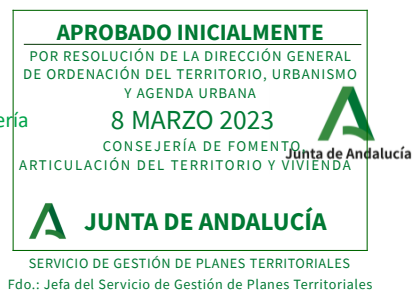 APROBADO INICIALMENTE
POR RESOLUCIÓN DE LA DIRECCIÓN GENERAL
DE ORDENACIÓN DEL TERRITORIO, URBANISMO
Y AGENDA URBANA
ería
8 MARZO 2023
CONSEJERÍA DE FOMENTO
Junta de Andalucía
ARTICULACIÓN DEL TERRITORIO Y VIVIENDA
JUNTA DE ANDALUCÍA
SERVICIO DE GESTIÓN DE PLANES TERRITORIALES
Fdo.: Jefa del Servicio de Gestión de Planes Territoriales